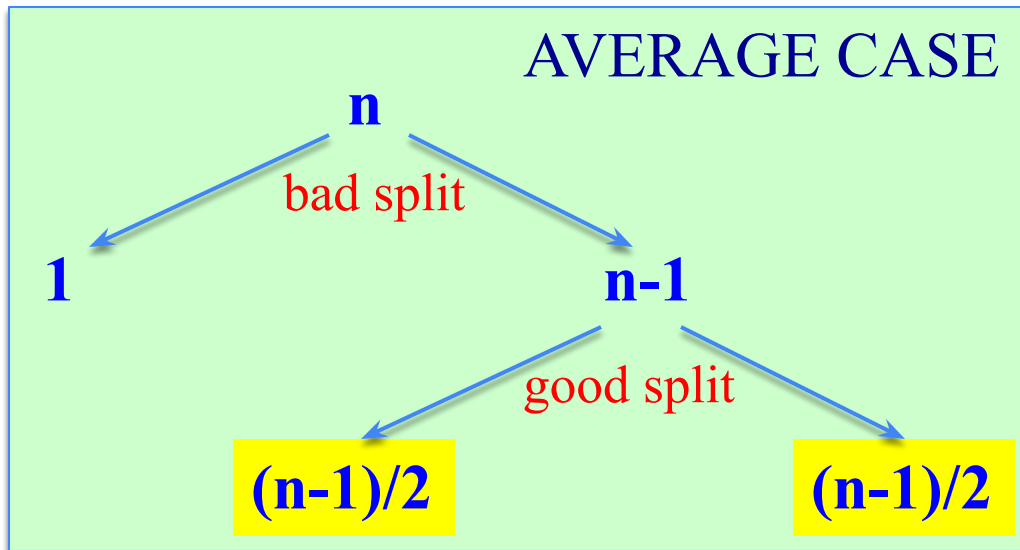 AVERAGE CASE
n
bad split
1
n-1
good split
(n-1)/2
(n-1)/2